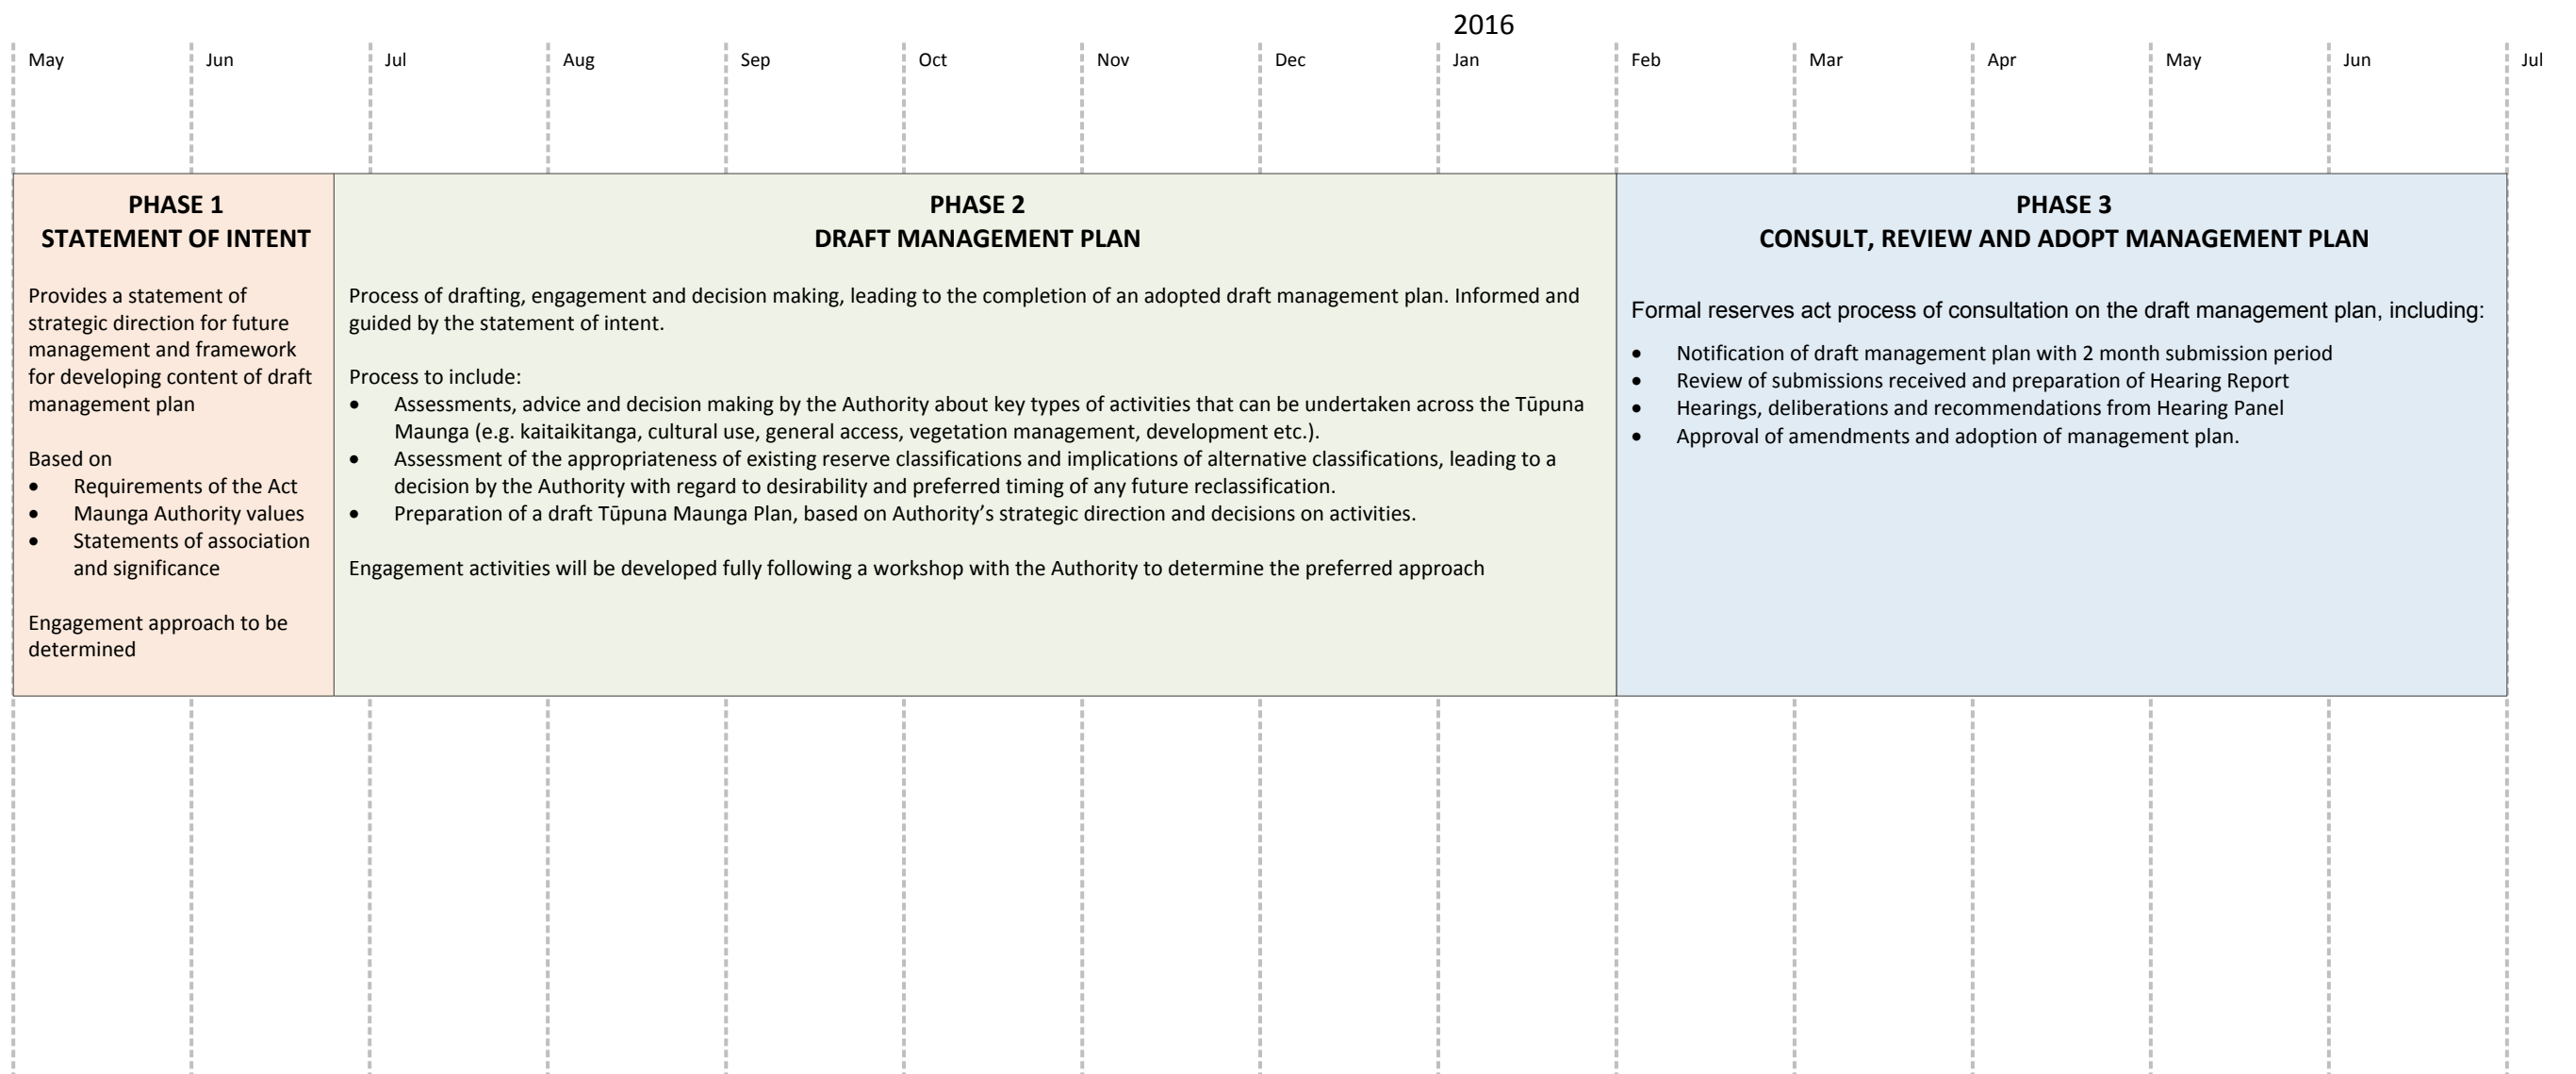 2016
May Jun Jul Aug Sep Oct Nov Dec Jan Feb Mar Apr May Jun Jul
PHASE 1
STATEMENT OF INTENT
Provides a statement of
strategic direction for future
management and framework
for developing content of draft
management plan
Based on
• Requirements of the Act
• Maunga Authority values
• Statements of association
and significance
Engagement approach to be
determined
PHASE 2
DRAFT MANAGEMENT PLAN
Process of drafting, engagement and decision making, leading to the completion of an adopted draft management plan. Informed and
guided by the statement of intent.
Process to include:
• Assessments, advice and decision making by the Authority about key types of activities that can be undertaken across the Tūpuna
Maunga (e.g. kaitaikitanga, cultural use, general access, vegetation management, development etc.).
• Assessment of the appropriateness of existing reserve classifications and implications of alternative classifications, leading to a
decision by the Authority with regard to desirability and preferred timing of any future reclassification.
• Preparation of a draft Tūpuna Maunga Plan, based on Authority’s strategic direction and decisions on activities.
Engagement activities will be developed fully following a workshop with the Authority to determine the preferred approach
PHASE 3
CONSULT, REVIEW AND ADOPT MANAGEMENT PLAN
Formal reserves act process of consultation on the draft management plan, including:
• Notification of draft management plan with 2 month submission period
• Review of submissions received and preparation of Hearing Report
• Hearings, deliberations and recommendations from Hearing Panel
• Approval of amendments and adoption of management plan.